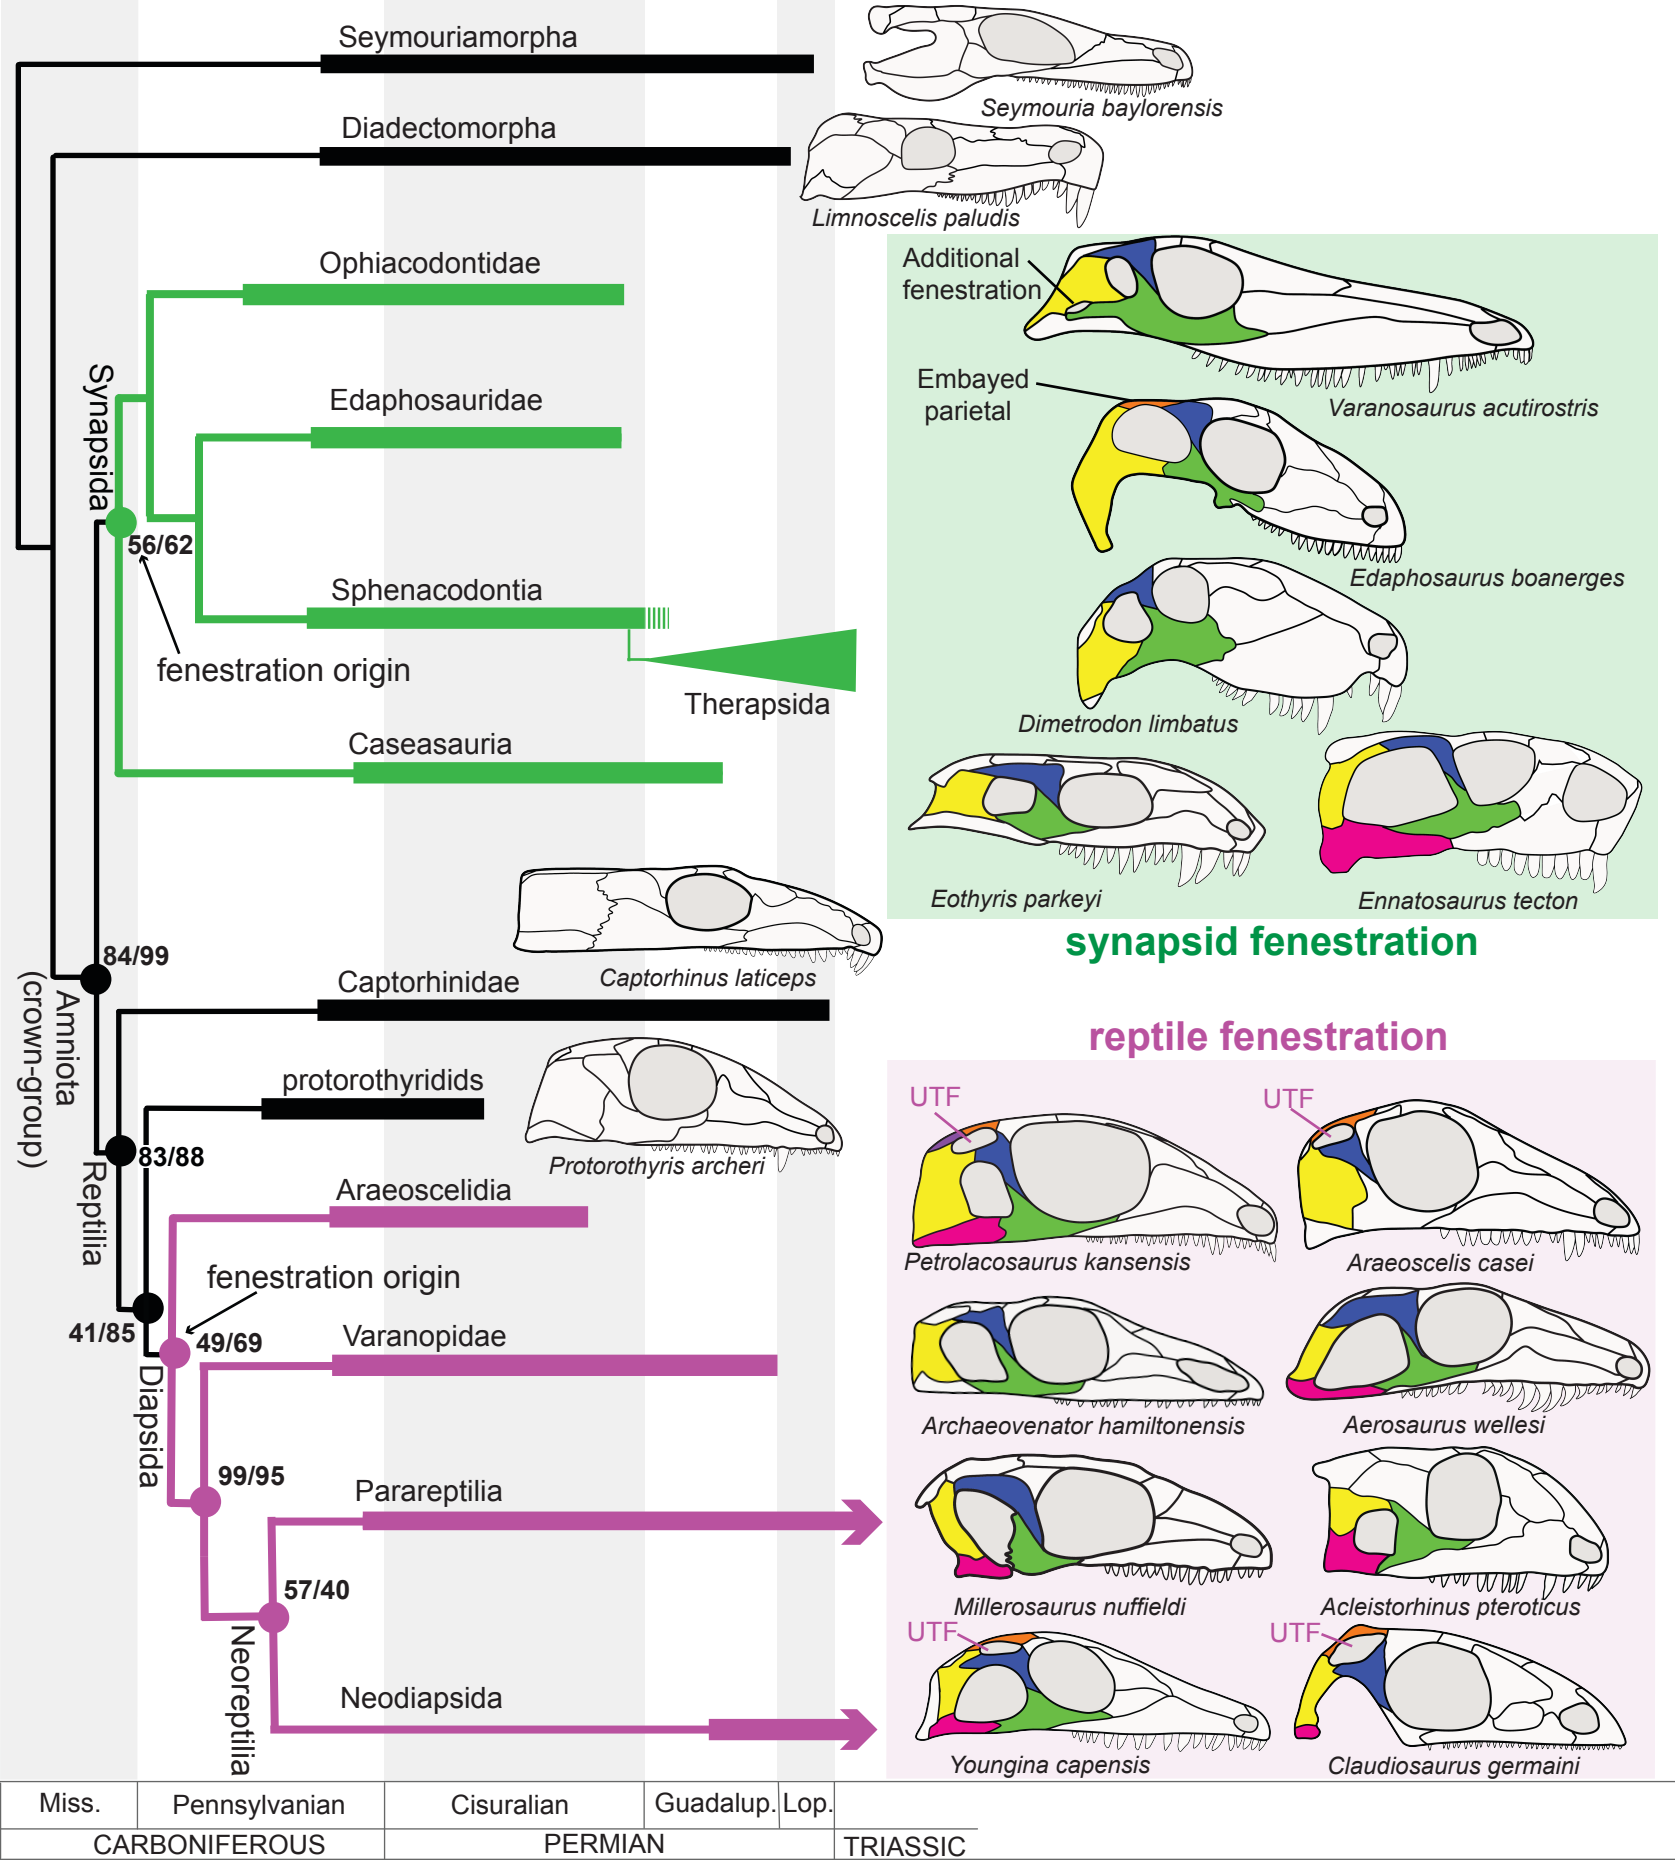 Seymouriamorpha
Seymouria baylorensis
Diadectomorpha
Limnoscelis paludis
Ophiacodontidae
Additional
fenestration
Varanosaurus acutirostris
Synapsida
56/62
fenestration origin
Edaphosauridae
Embayed
parietal
Edaphosaurus boanerges
Sphenacodontia
Therapsida
Dimetrodon limbatus
Caseasauria
Eothyris parkeyi
Ennatosaurus tecton
synapsid fenestration
84/99
Amniota
(crown-group)
Captorhinus laticeps
Captorhinidae
reptile fenestration
protorothyridids
Protorothyris archeri
83/88
Reptilia
UTF
UTF
Araeoscelidia
Petrolacosaurus kansensis
Araeoscelis casei
fenestration origin
41/85
49/69
Diapsida
Varanopidae
Archaeovenator hamiltonensis
Aerosaurus wellesi
99/95
Parareptilia
Millerosaurus nuffieldi
Acleistorhinus pteroticus
57/40
Neoreptilia
UTF
UTF
Neodiapsida
Youngina capensis
Claudiosaurus germaini
Miss.
Pennsylvanian
Cisuralian
Guadalup.
Lop.
CARBONIFEROUS
PERMIAN
TRIASSIC